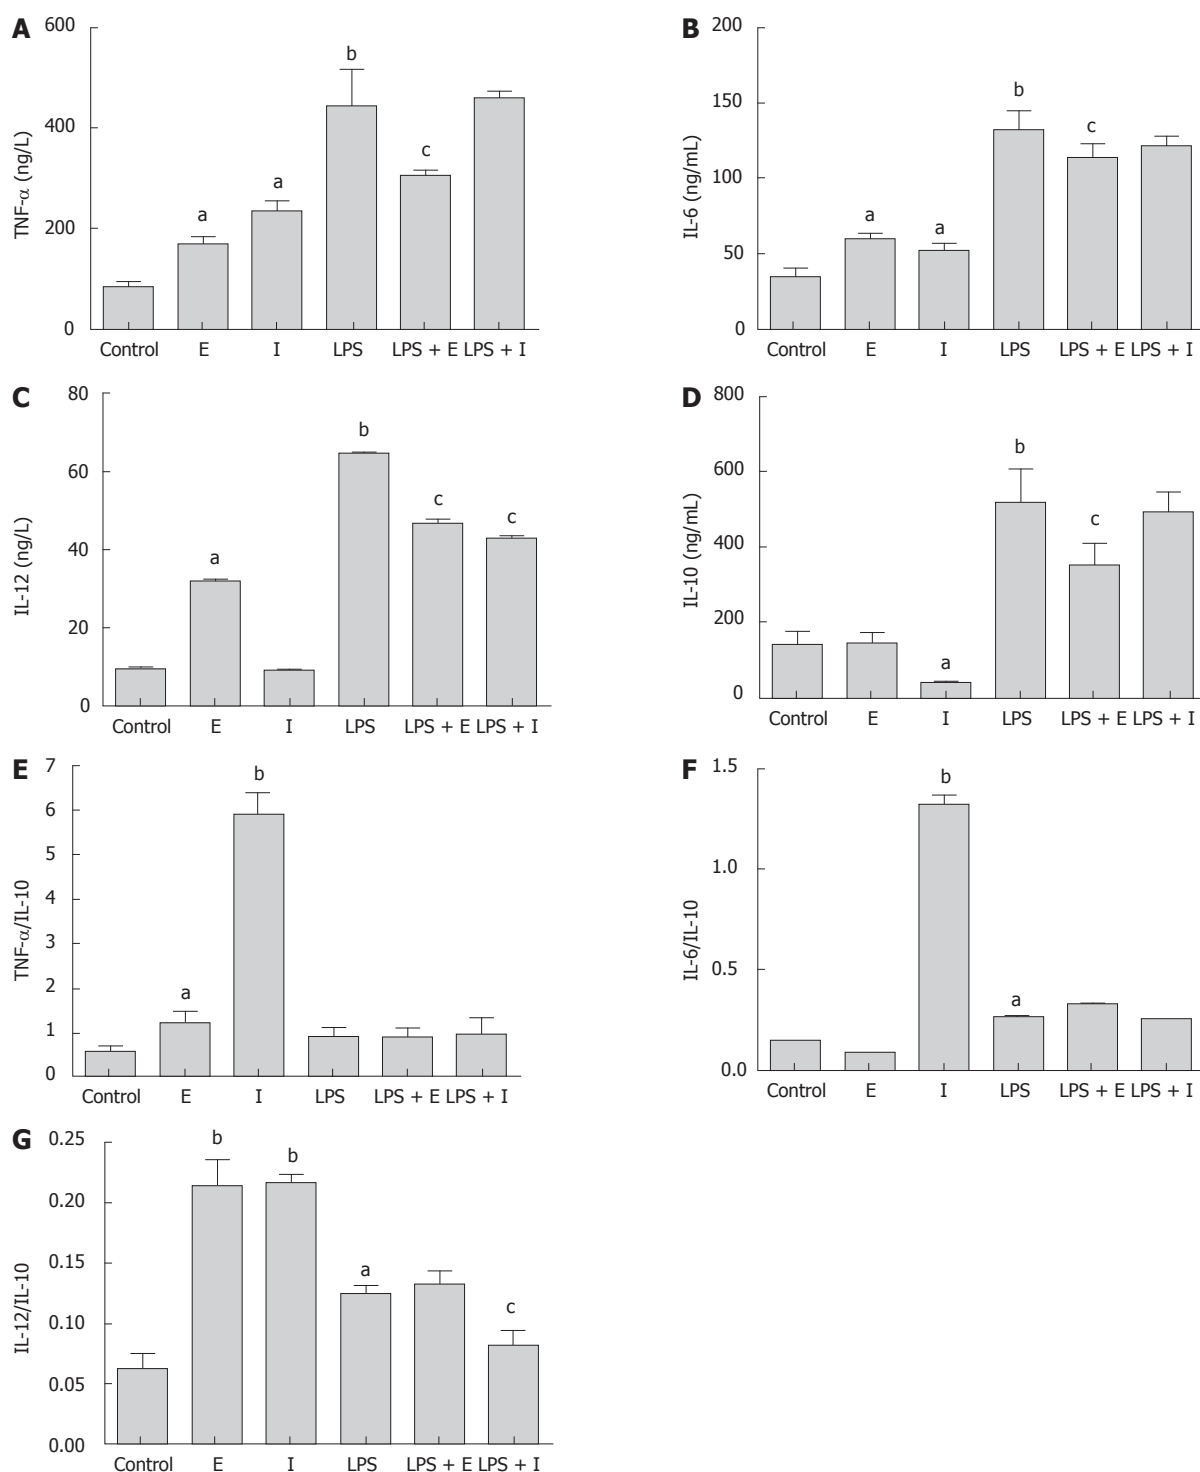 A
TNF-α (ng/L)
600
400
200
0
b
c
a
a
Control E I LPS LPS + E LPS + I
B
IL-6 (ng/mL)
200
150
100
50
0
b
c
a
a
Control E I LPS LPS + E LPS + I
C
IL-12 (ng/L)
80
60
40
20
0
b
c
c
a
Control E I LPS LPS + E LPS + I
D
IL-10 (ng/mL)
800
600
400
200
0
b
c
a
Control E I LPS LPS + E LPS + I
E
TNF-α/IL-10
7
6
5
4
3
2
1
0
b
a
Control E I LPS LPS + E LPS + I
F
IL-6/IL-10
1.5
1.0
0.5
0.0
b
a
Control E I LPS LPS + E LPS + I
G
IL-12/IL-10
0.25
0.20
0.15
0.10
0.05
0.00
b
b
a
c
Control E I LPS LPS + E LPS + I